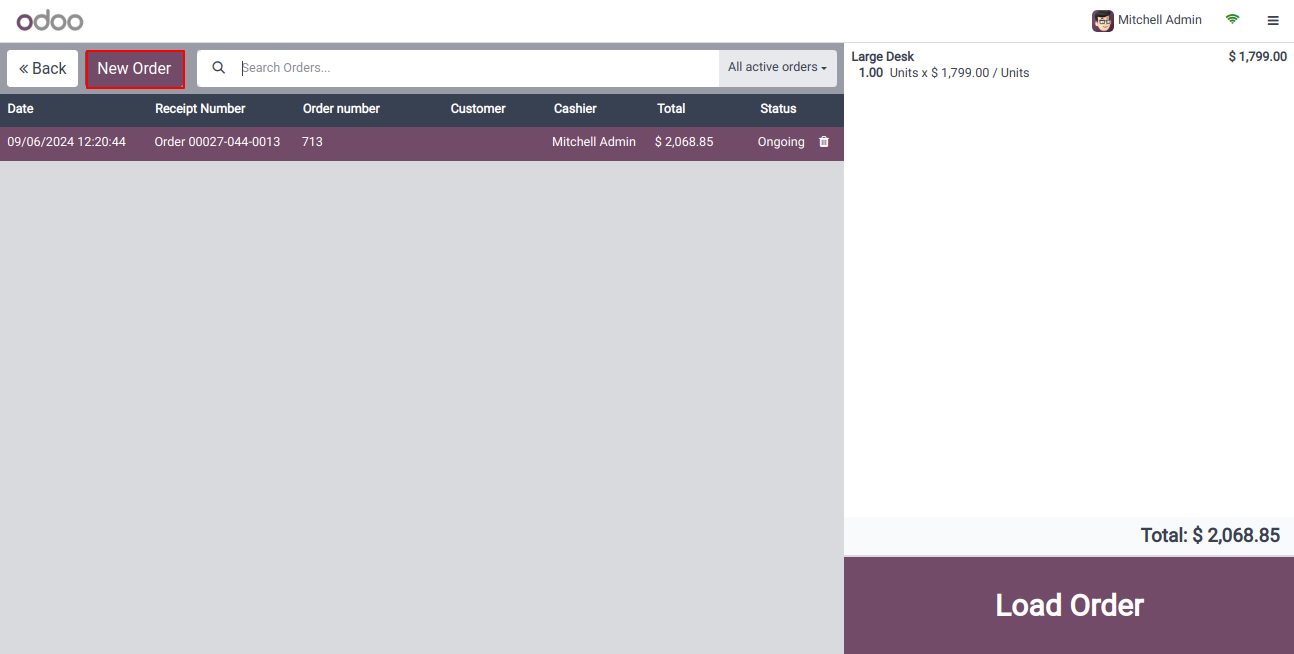 odoo
Mitchell Admin
« Back
New Order
Search Orders...
All active orders
Date Receipt Number Order number Customer Cashier Total Status
09/06/2024 12:20:44 Order 00027-044-0013 713 Mitchell Admin $ 2,068.85 Ongoing
Large Desk $ 1,799.00
1.00 Units x $ 1,799.00 / Units
Total: $ 2,068.85
Load Order